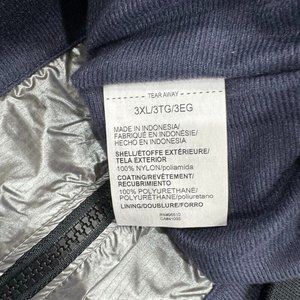 TEAR AWAY
3XL/3TG/3EG
MADE IN INDONESIA/
FABRIQUÉ EN INDONÉSIE/
HECHO EN INDONESIA
SHELL/ÉTOFFE EXTÉRIEURE/
TELA EXTERIOR
100% NYLON/poliamida
COATING/REVÊTEMENT/
RECUBRIMIENTO
100% POLYURETHANE/
POLYURÉTHANE/poliuretano
LINING/DOUBLURE/FORRO